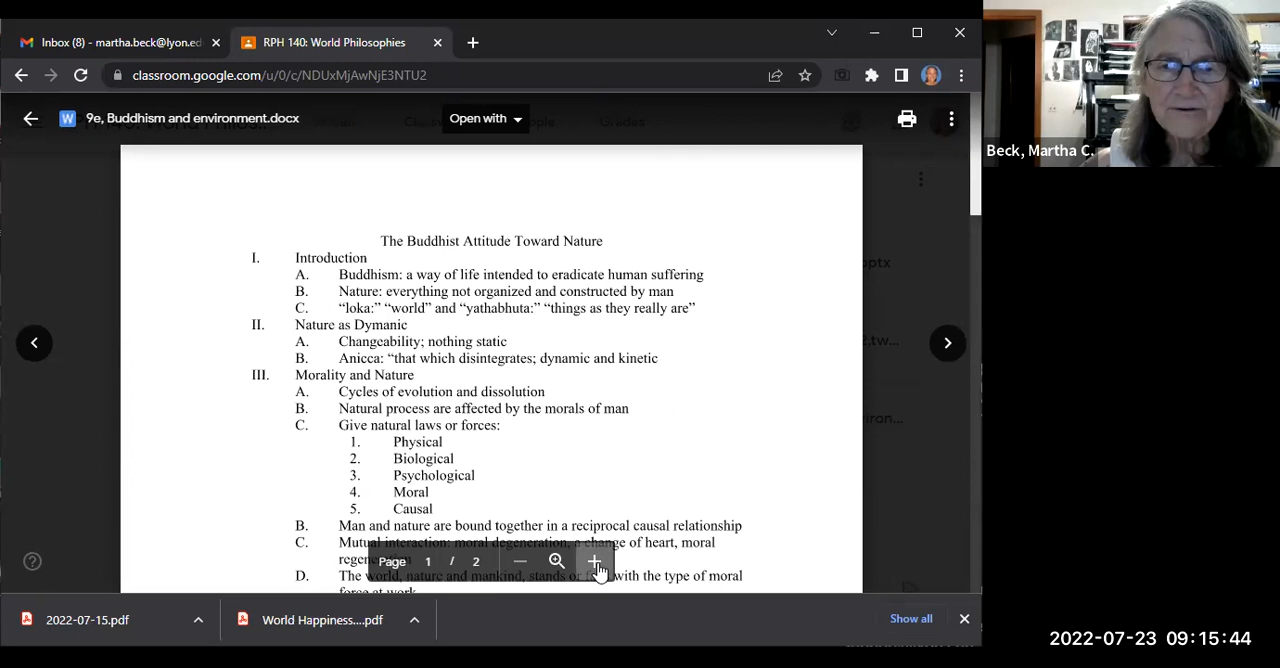 Inbox (8) - martha.beck@lyon.ed
RPH 140: World Philosophies
classroom.google.com/u/0/c/NDUxMjAwNjE3NTU2
9e, Buddhism and environment.docx
Open with
Beck, Martha C.
The Buddhist Attitude Toward Nature
I. Introduction
A. Buddhism: a way of life intended to eradicate human suffering
B. Nature: everything not organized and constructed by man
C. “loka:” “world” and “yathabhuta:” “things as they really are”
II. Nature as Dymanic
A. Changeability; nothing static
B. Anicca: “that which disintegrates; dynamic and kinetic
III. Morality and Nature
A. Cycles of evolution and dissolution
B. Natural process are affected by the morals of man
C. Give natural laws or forces:
1. Physical
2. Biological
3. Psychological
4. Moral
5. Causal
B. Man and nature are bound together in a reciprocal causal relationship
C. Mutual interaction: moral degeneration, a change of heart, moral
regeneration
D. The world, nature and mankind, stands or fall with the type of moral
force at work
Page 1 / 2
2022-07-15.pdf
World Happiness....pdf
Show all
2022-07-23 09:15:44